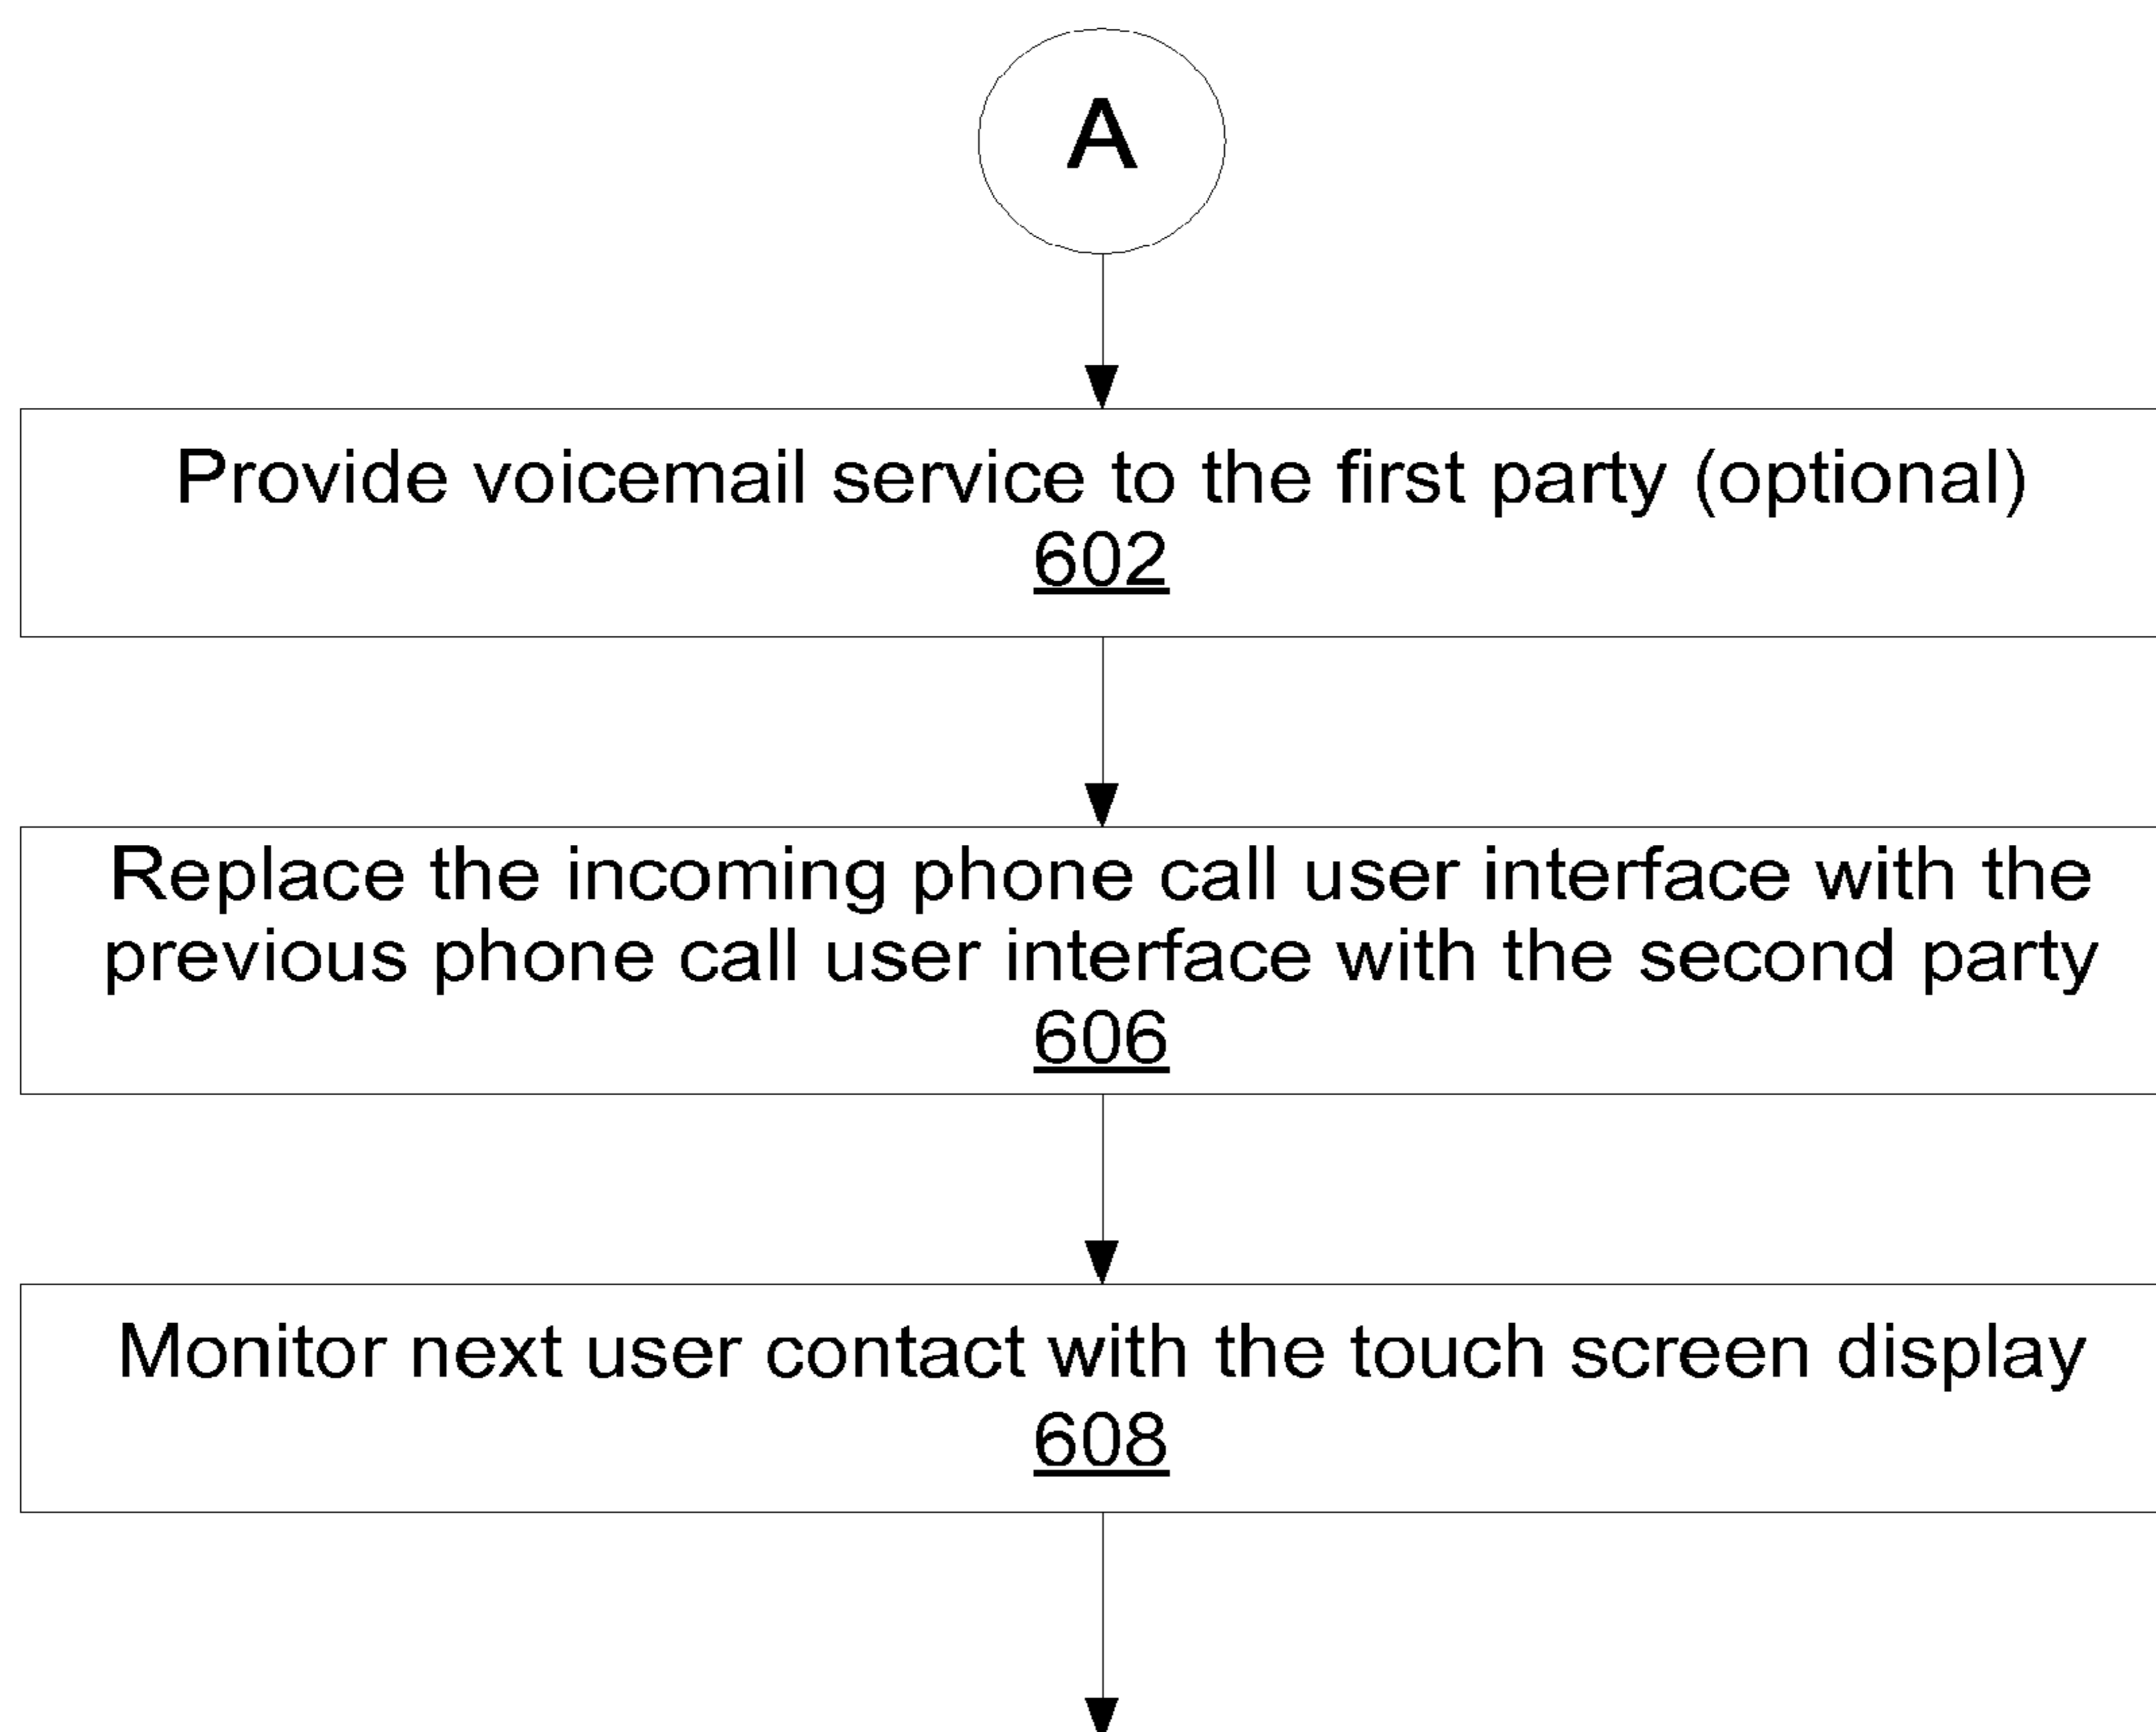 A
Provide voicemail service to the first party (optional)
602
Replace the incoming phone call user interface with the
previous phone call user interface with the second party
606
Monitor next user contact with the touch screen display
608